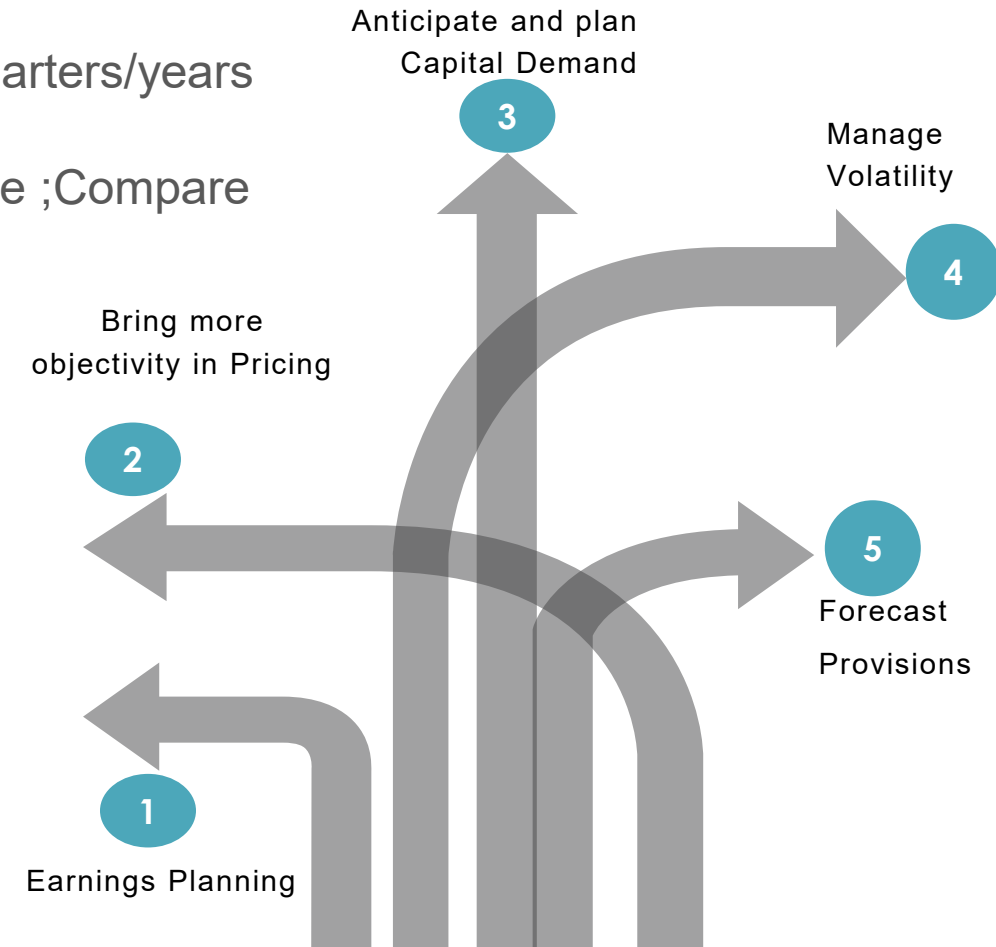 Anticipate and plan
Capital Demand
arters/years
3
Manage
Volatility
e ;Compare
4
Bring more
objectivity in Pricing
2
5
Forecast
Provisions
1
Earnings Planning